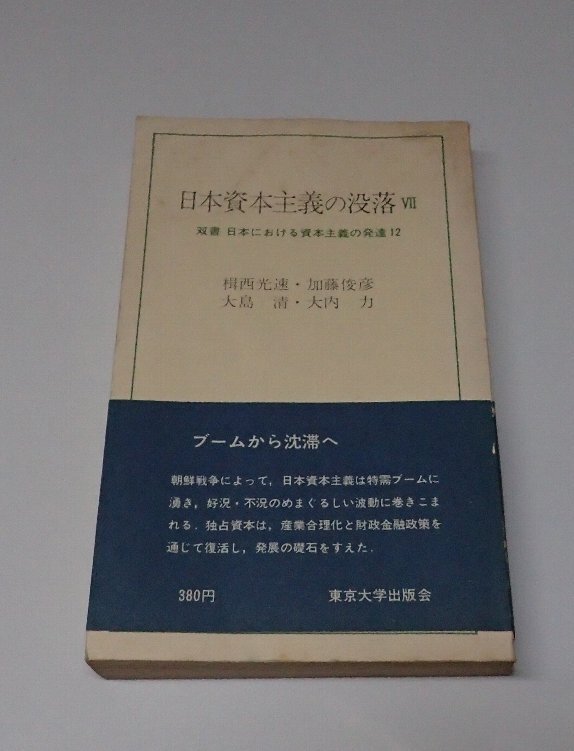 日本資本主義の没落 VII
双書 日本における資本主義の発達12
楫西光速・加藤俊彦
大島 清・大内 力
ブームから沈滞へ
朝鮮戦争によって，日本資本主義は特需ブームに
湧き，好況・不況のめまぐるしい波動に巻きこま
れる．独占資本は，産業合理化と財政金融政策を
通じて復活し，発展の礎石をすえた．
380円 東京大学出版会